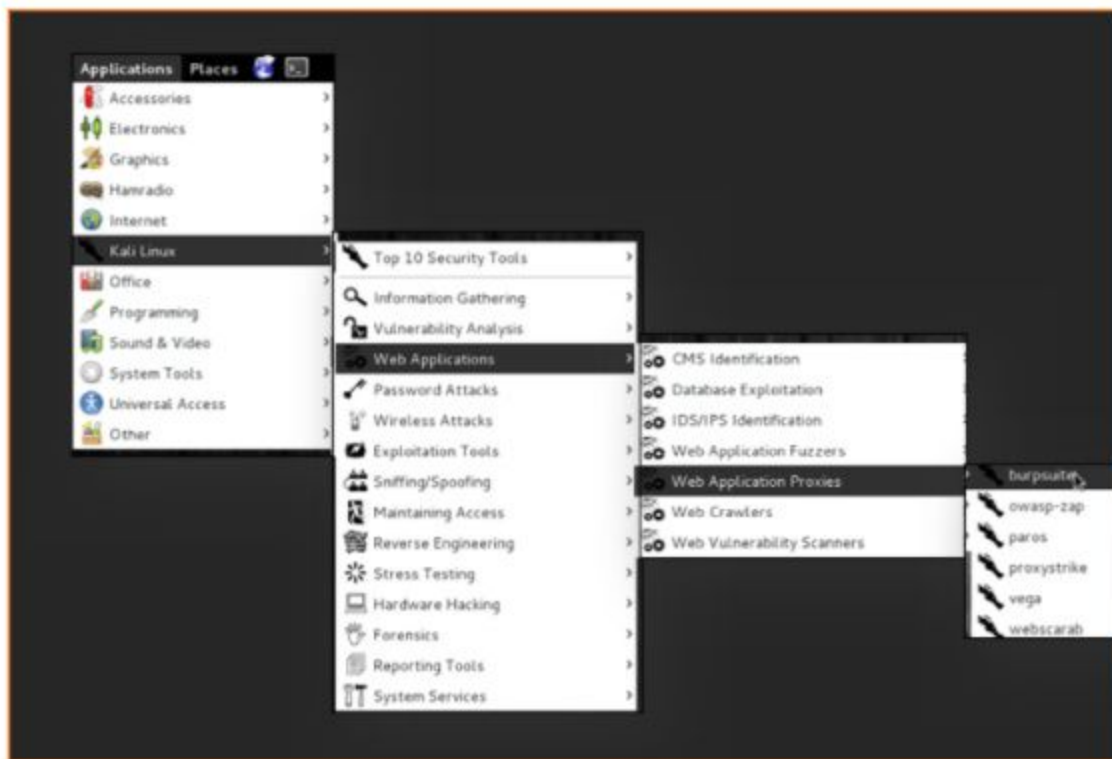 Applications Places
Accessories
Electronics
Graphics
Hamradio
Internet
Kali Linux
Office
Programming
Sound & Video
System Tools
Universal Access
Other
Top 10 Security Tools
Information Gathering
Vulnerability Analysis
Web Applications
Password Attacks
Wireless Attacks
Exploitation Tools
Sniffing/Spoofing
Maintaining Access
Reverse Engineering
Stress Testing
Hardware Hacking
Forensics
Reporting Tools
System Services
CMS Identification
Database Exploitation
IDS/IPS Identification
Web Application Fuzzers
Web Application Proxies
Web Crawlers
Web Vulnerability Scanners
burpsuite
owasp-zap
paros
proxystrike
vega
webscarab